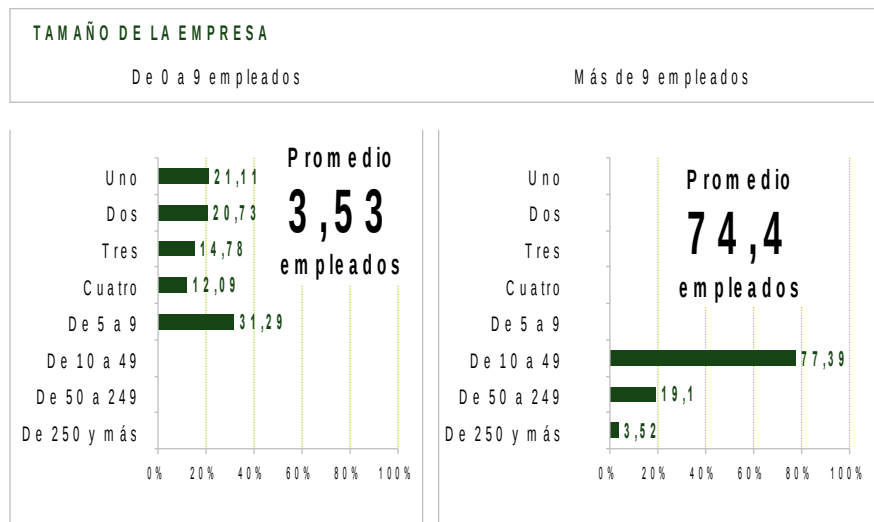 TAMAÑO DE LA EMPRESA
De 0 a 9 empleados
Más de 9 empleados
Promedio
3,53
empleados
Uno
21,11
Dos
20,73
Tres
14,78
Cuatro
12,09
De 5 a 9
31,29
De 10 a 49
De 50 a 249
De 250 y más
0% 20% 40% 60% 80% 100%
Promedio
74,4
empleados
Uno
Dos
Tres
Cuatro
De 5 a 9
De 10 a 49
77,39
De 50 a 249
19,1
De 250 y más
3,52
0% 20% 40% 60% 80% 100%